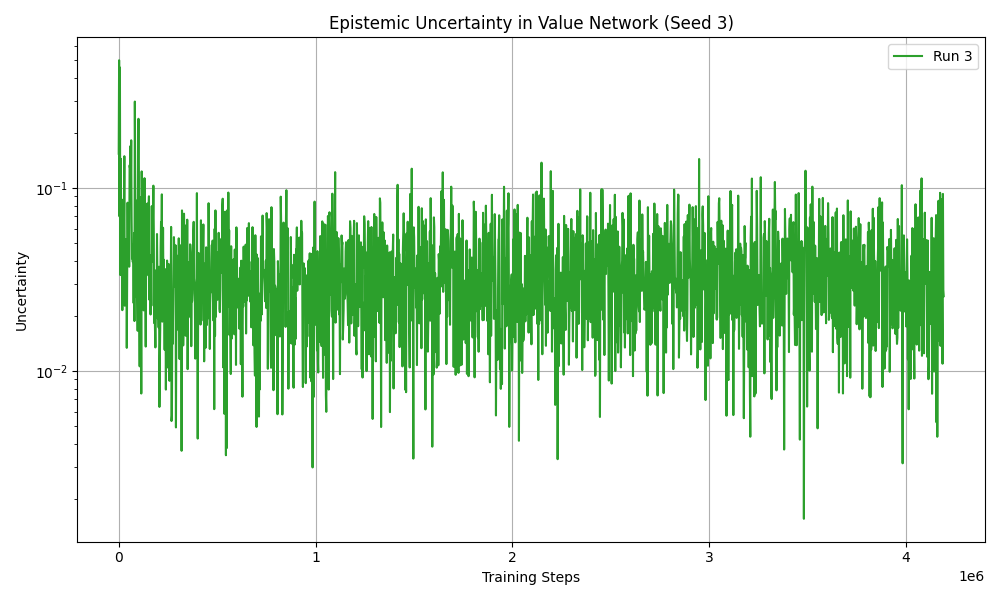 Epistemic Uncertainty in Value Network (Seed 3)
Run 3
Uncertainty
10⁻¹
10⁻²
0 1 2 3 4
1e6
Training Steps